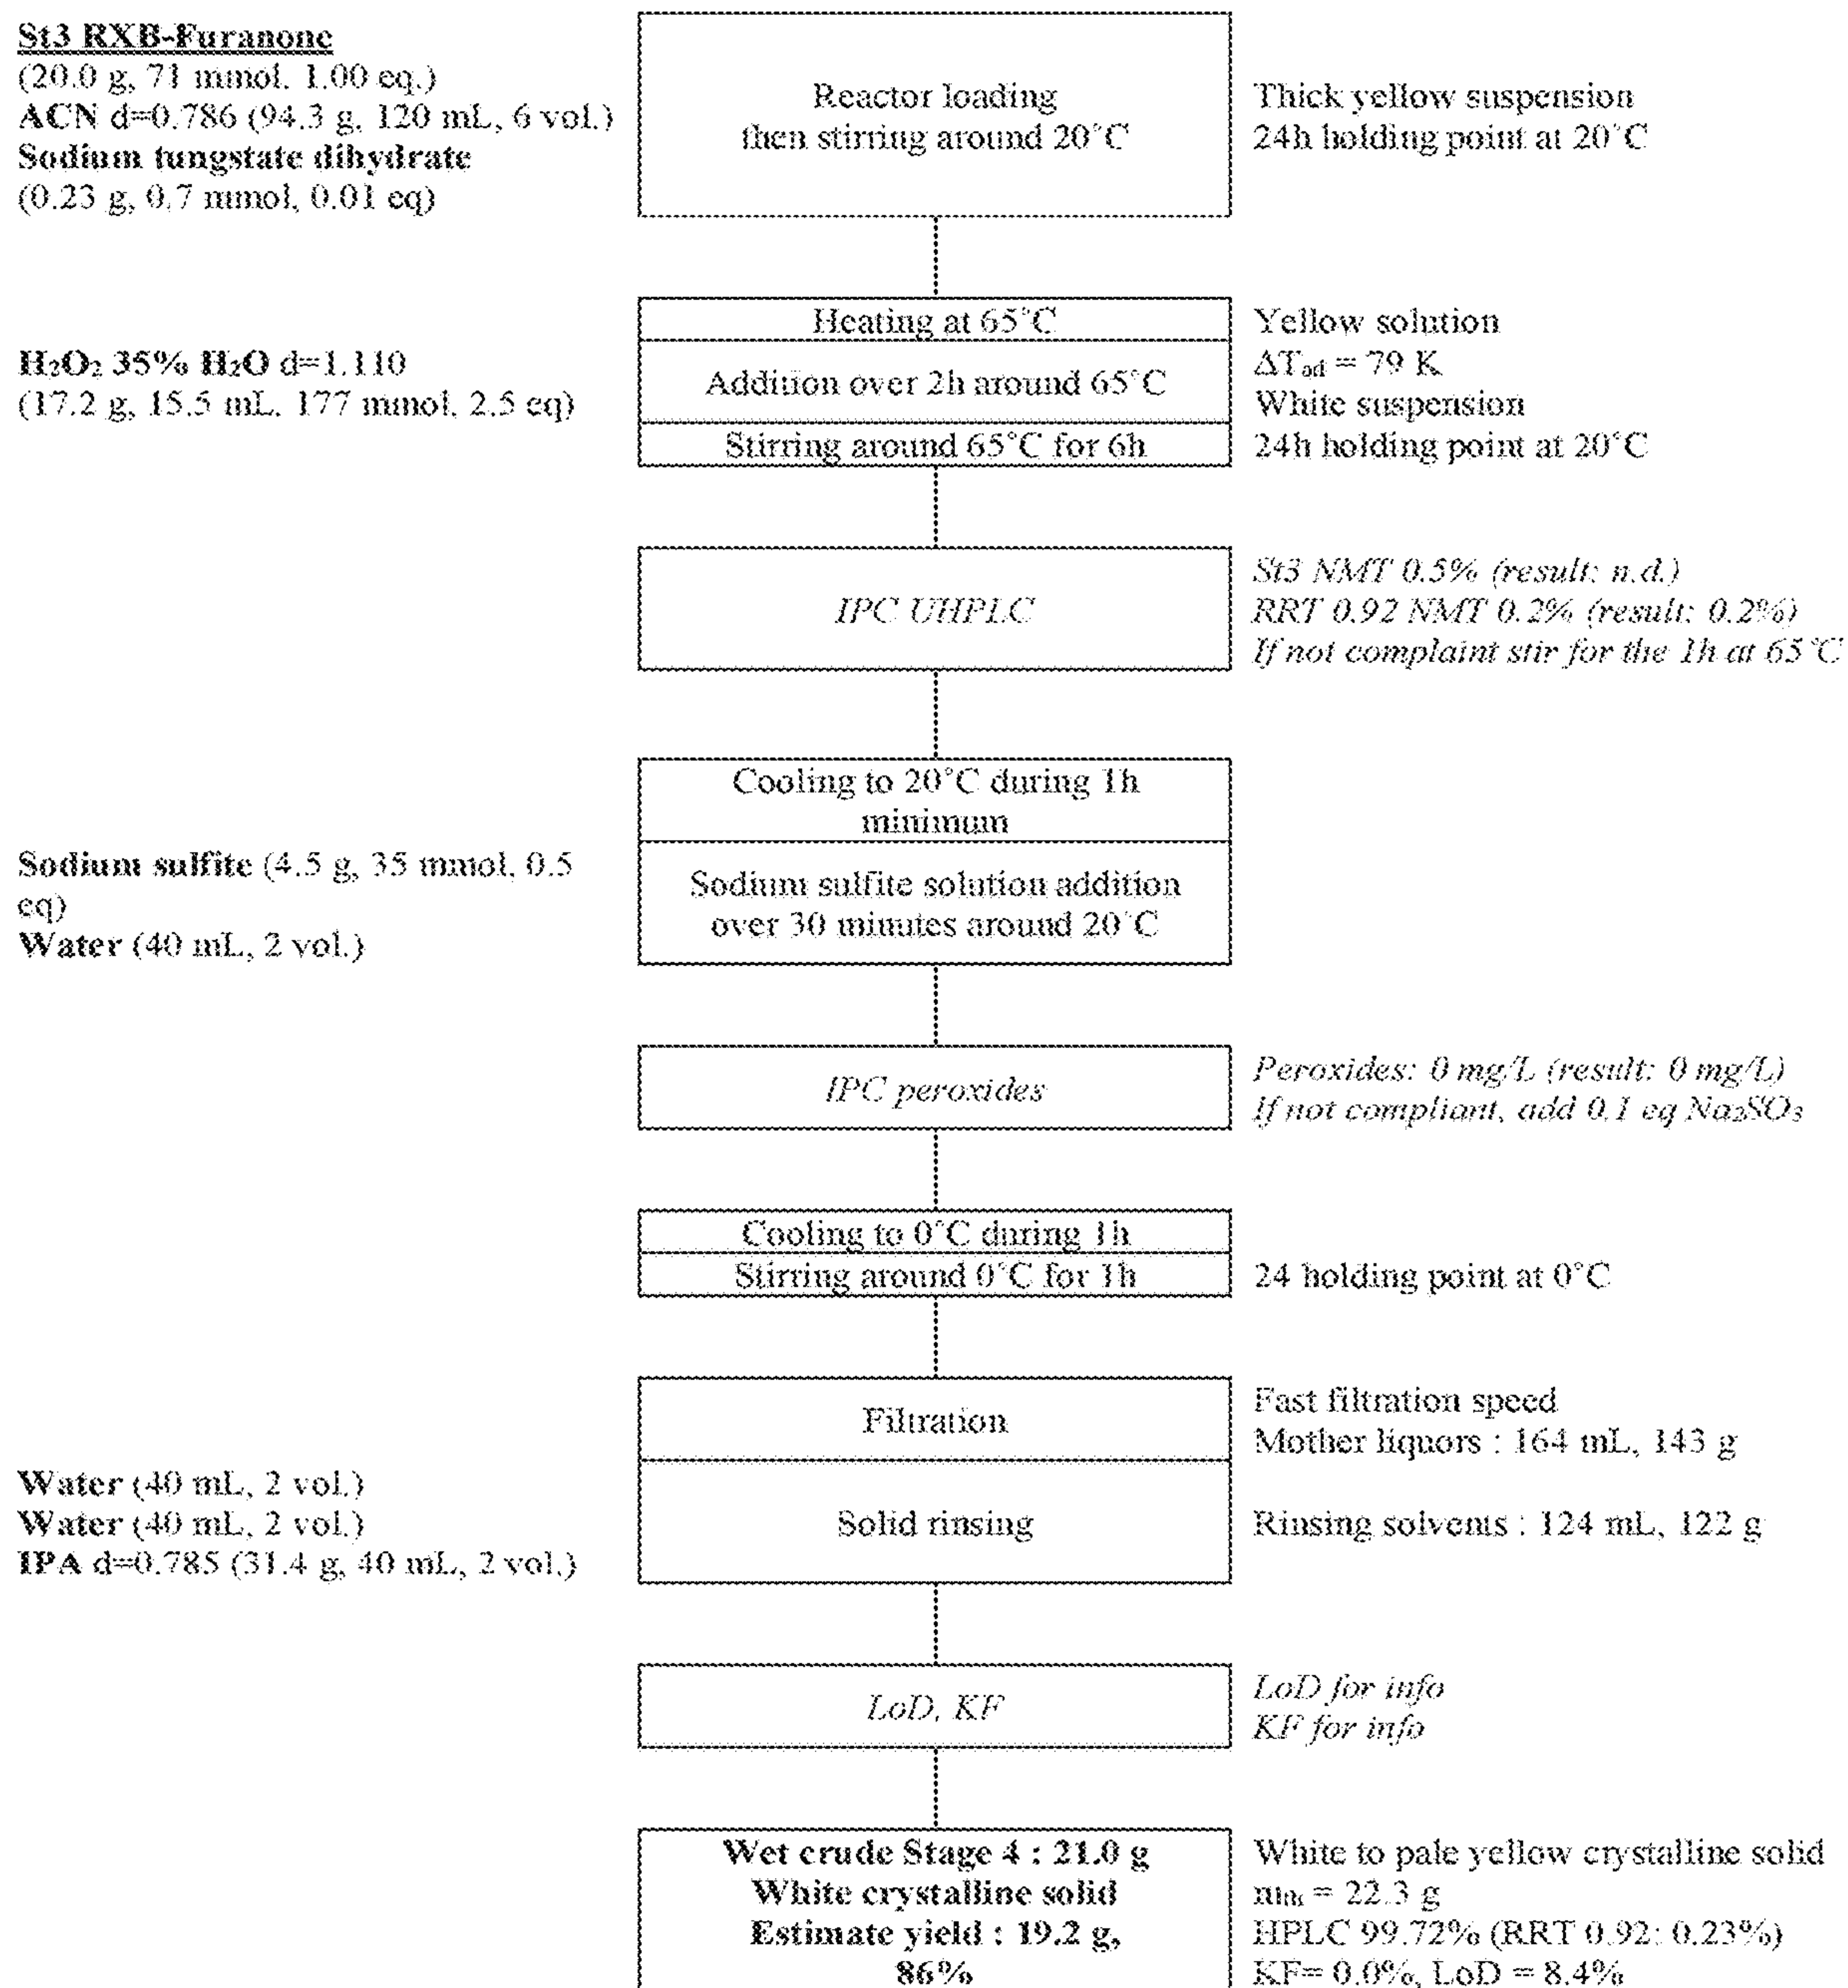 St3 RXB-Furanone
(20.0 g, 71 mmol. 1.00 eq.)
ACN d=0.786 (94.3 g, 120 mL, 6 vol.)
Sodium tungstate dihydrate
(0.23 g, 0.7 mmol, 0.01 eq)
Reactor loading
then stirring around 20°C
Thick yellow suspension
24h holding point at 20°C
Heating at 65°C
Yellow solution
H₂O₂ 35% H₂O d=1.110
(17.2 g, 15.5 mL, 177 mmol, 2.5 eq)
Addition over 2h around 65°C
ΔTad = 79 K
White suspension
Stirring around 65°C for 6h
24h holding point at 20°C
IPC UHPLC
St3 NMT 0.5% (result: n.d.)
RRT 0.92 NMT 0.2% (result: 0.2%)
If not complaint stir for the 1h at 65°C
Cooling to 20°C during 1h
minimum
Sodium sulfite (4.5 g, 35 mmol, 0.5
eq)
Water (40 mL, 2 vol.)
Sodium sulfite solution addition
over 30 minutes around 20°C
IPC peroxides
Peroxides: 0 mg/L (result: 0 mg/L)
If not compliant, add 0.1 eq Na₂SO₃
Cooling to 0°C during 1h
Stirring around 0°C for 1h
24 holding point at 0°C
Filtration
Fast filtration speed
Mother liquors : 164 mL, 143 g
Water (40 mL, 2 vol.)
Water (40 mL, 2 vol.)
IPA d=0.785 (31.4 g, 40 mL, 2 vol.)
Solid rinsing
Rinsing solvents : 124 mL, 122 g
LoD, KF
LoD for info
KF for info
Wet crude Stage 4 : 21.0 g
White crystalline solid
Estimate yield : 19.2 g,
86%
White to pale yellow crystalline solid
mth = 22.3 g
HPLC 99.72% (RRT 0.92: 0.23%)
KF= 0.0%, LoD = 8.4%